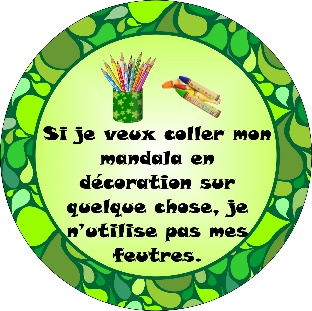 Si je veux coller mon
mandala en
décoration sur
quelque chose, je
n'utilise pas mes
feutres.